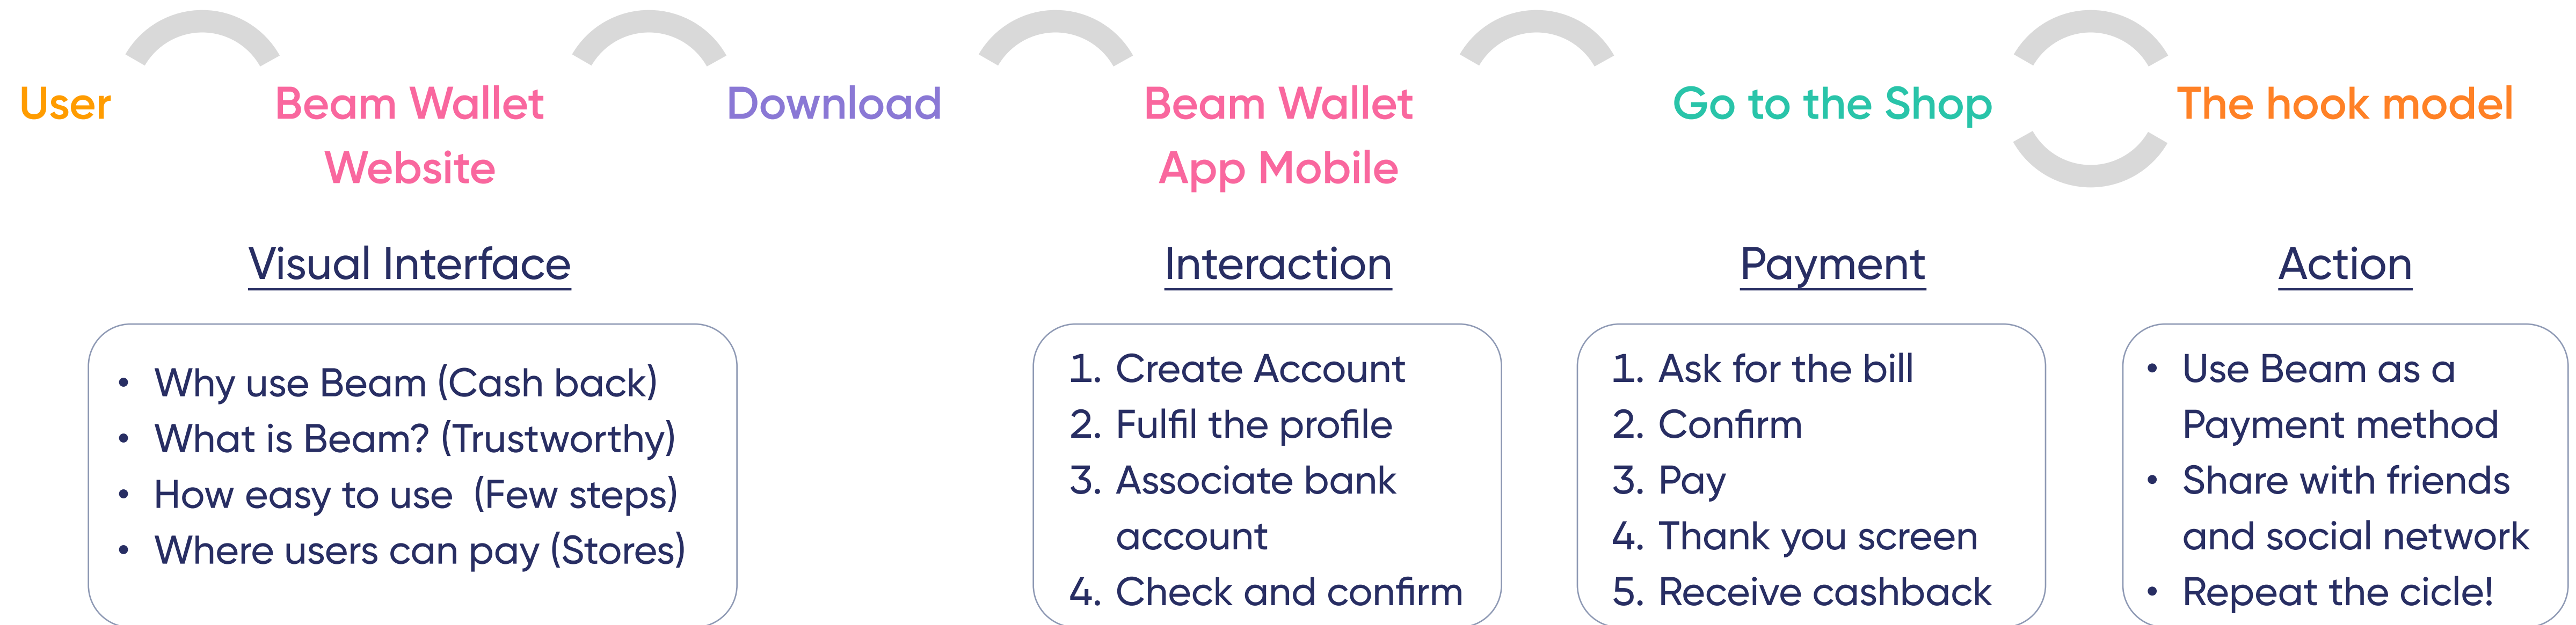 User
Beam Wallet
Website
Download
Beam Wallet
App Mobile
Go to the Shop
The hook model
Visual Interface
• Why use Beam (Cash back)
• What is Beam? (Trustworthy)
• How easy to use  (Few steps)
• Where users can pay (Stores)
Interaction
1. Create Account
2. Fulfil the profile
3. Associate bank
account
4. Check and confirm
Payment
1. Ask for the bill
2. Confirm
3. Pay
4. Thank you screen
5. Receive cashback
Action
• Use Beam as a
Payment method
• Share with friends
and social network
• Repeat the cicle!